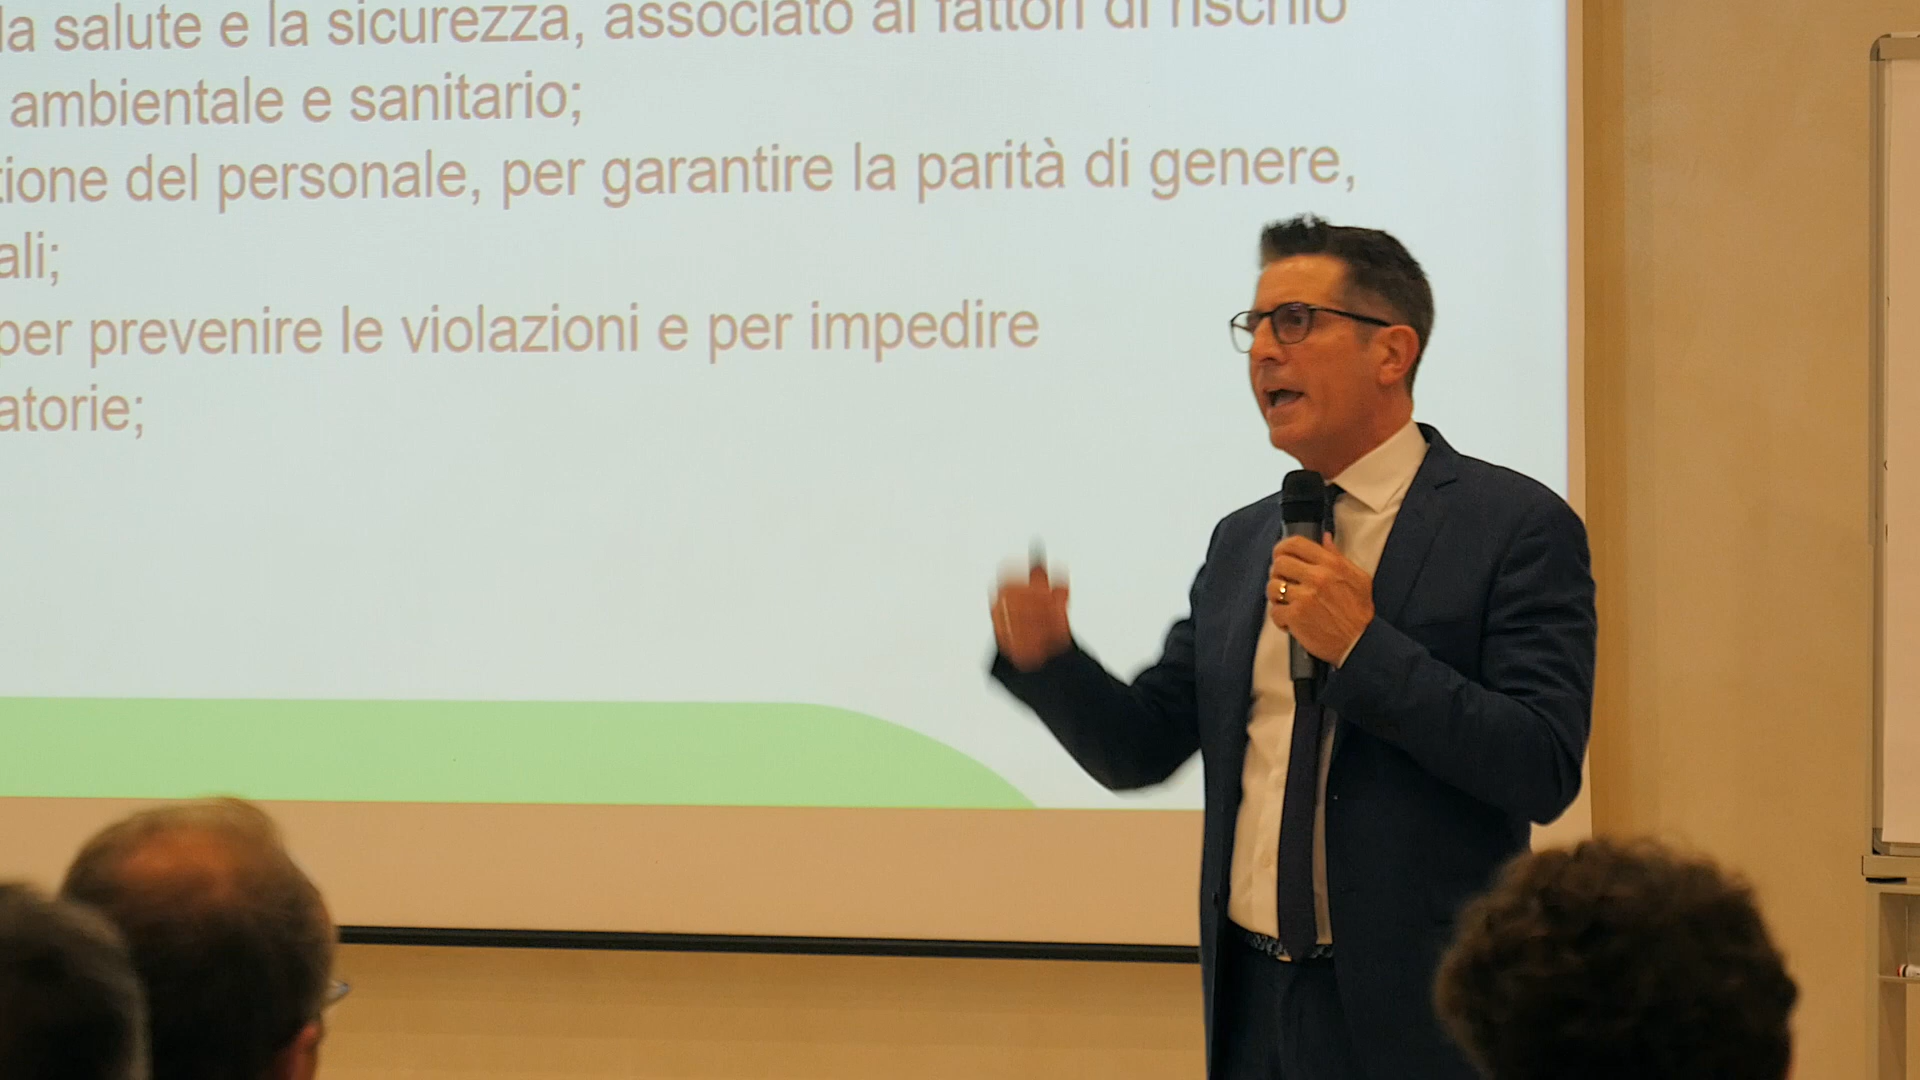 la salute e la sicurezza, associato ai fattori di rischio
ambientale e sanitario;
tione del personale, per garantire la parità di genere,
ali;
per prevenire le violazioni e per impedire
atorie;